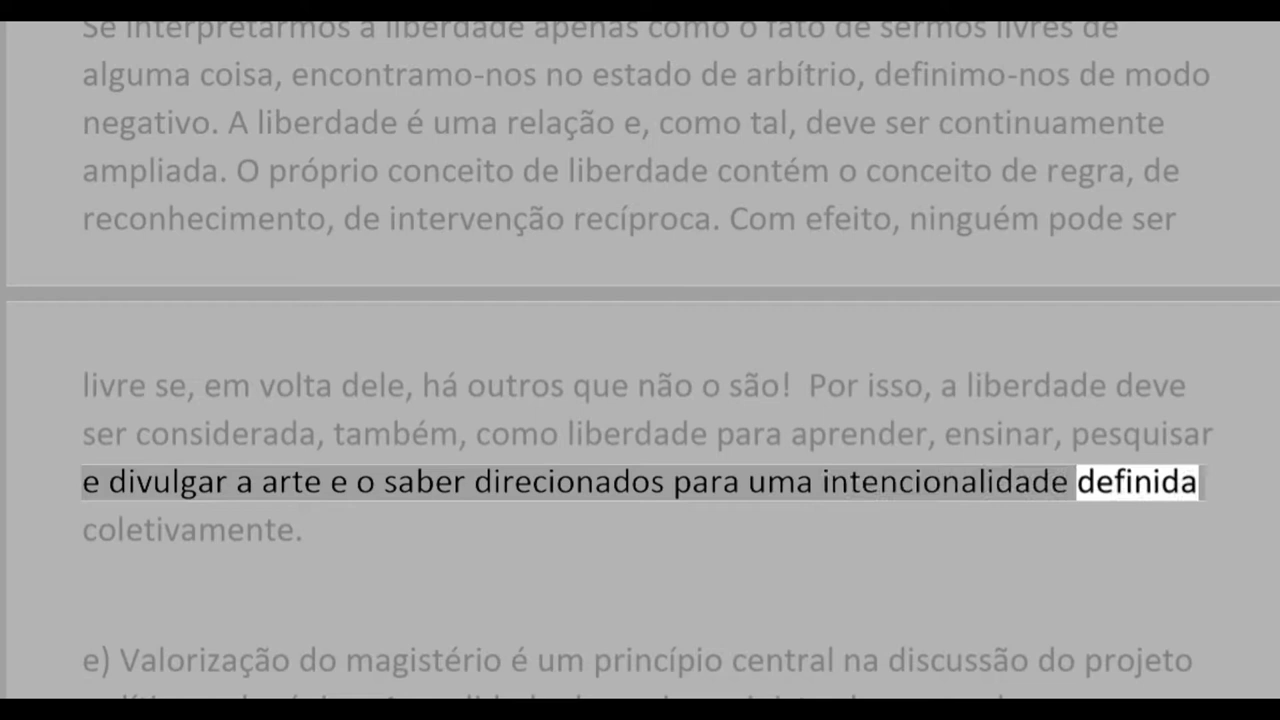 Se interpretarmos a liberdade apenas como o fato de sermos livres de
alguma coisa, encontramo-nos no estado de arbítrio, definimo-nos de modo
negativo. A liberdade é uma relação e, como tal, deve ser continuamente
ampliada. O próprio conceito de liberdade contém o conceito de regra, de
reconhecimento, de intervenção recíproca. Com efeito, ninguém pode ser
livre se, em volta dele, há outros que não o são! Por isso, a liberdade deve
ser considerada, também, como liberdade para aprender, ensinar, pesquisar
e divulgar a arte e o saber direcionados para uma intencionalidade definida
coletivamente.
e) Valorização do magistério é um princípio central na discussão do projeto